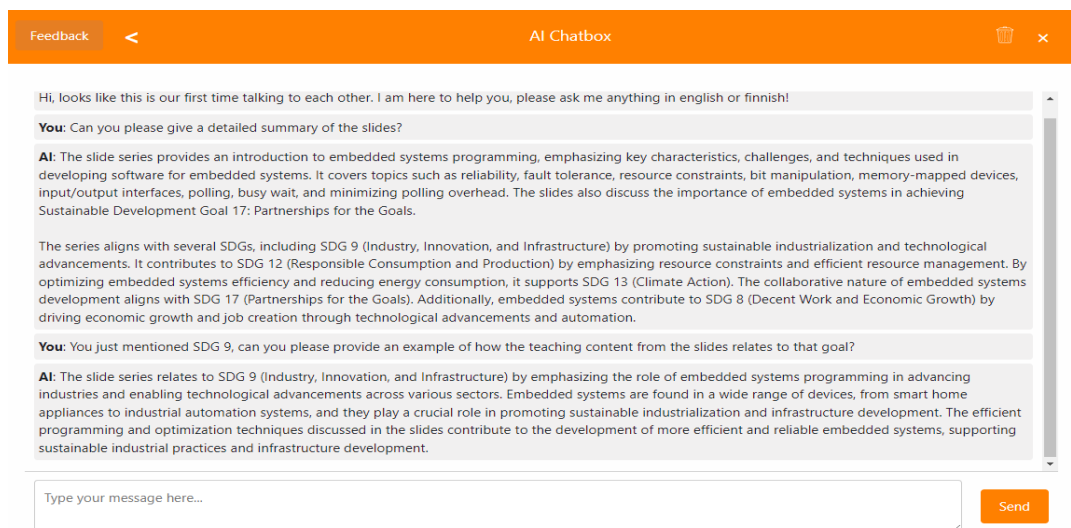 Feedback < AI Chatbox ×
Hi, looks like this is our first time talking to each other. I am here to help you, please ask me anything in english or finnish!
You: Can you please give a detailed summary of the slides?
AI: The slide series provides an introduction to embedded systems programming, emphasizing key characteristics, challenges, and techniques used in
developing software for embedded systems. It covers topics such as reliability, fault tolerance, resource constraints, bit manipulation, memory-mapped devices,
input/output interfaces, polling, busy wait, and minimizing polling overhead. The slides also discuss the importance of embedded systems in achieving
Sustainable Development Goal 17: Partnerships for the Goals.
The series aligns with several SDGs, including SDG 9 (Industry, Innovation, and Infrastructure) by promoting sustainable industrialization and technological
advancements. It contributes to SDG 12 (Responsible Consumption and Production) by emphasizing resource constraints and efficient resource management. By
optimizing embedded systems efficiency and reducing energy consumption, it supports SDG 13 (Climate Action). The collaborative nature of embedded systems
development aligns with SDG 17 (Partnerships for the Goals). Additionally, embedded systems contribute to SDG 8 (Decent Work and Economic Growth) by
driving economic growth and job creation through technological advancements and automation.
You: You just mentioned SDG 9, can you please provide an example of how the teaching content from the slides relates to that goal?
AI: The slide series relates to SDG 9 (Industry, Innovation, and Infrastructure) by emphasizing the role of embedded systems programming in advancing
industries and enabling technological advancements across various sectors. Embedded systems are found in a wide range of devices, from smart home
appliances to industrial automation systems, and they play a crucial role in promoting sustainable industrialization and infrastructure development. The efficient
programming and optimization techniques discussed in the slides contribute to the development of more efficient and reliable embedded systems, supporting
sustainable industrial practices and infrastructure development.
Type your message here...
Send